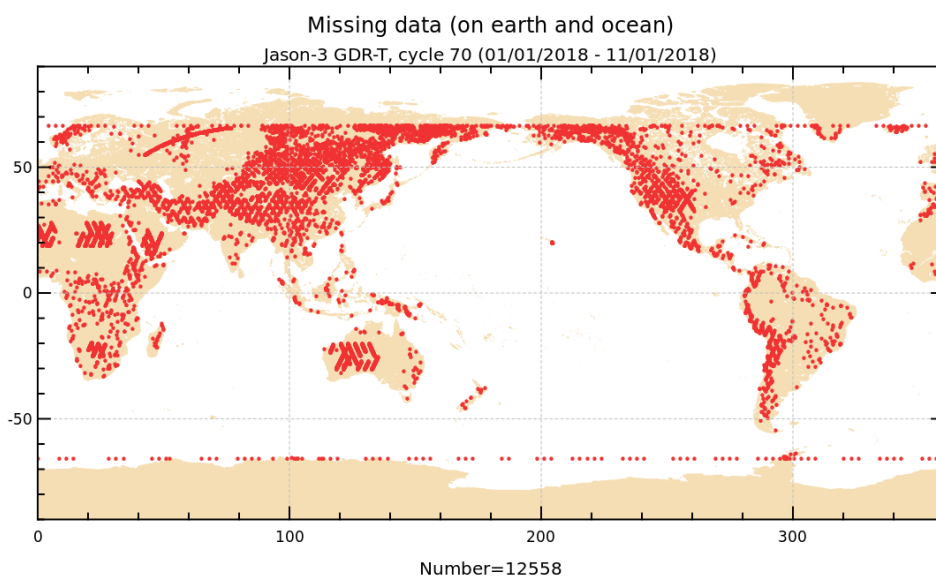 Missing data (on earth and ocean)
Jason-3 GDR-T, cycle 70 (01/01/2018 - 11/01/2018)
50
0
-50
0 100 200 300
Number=12558